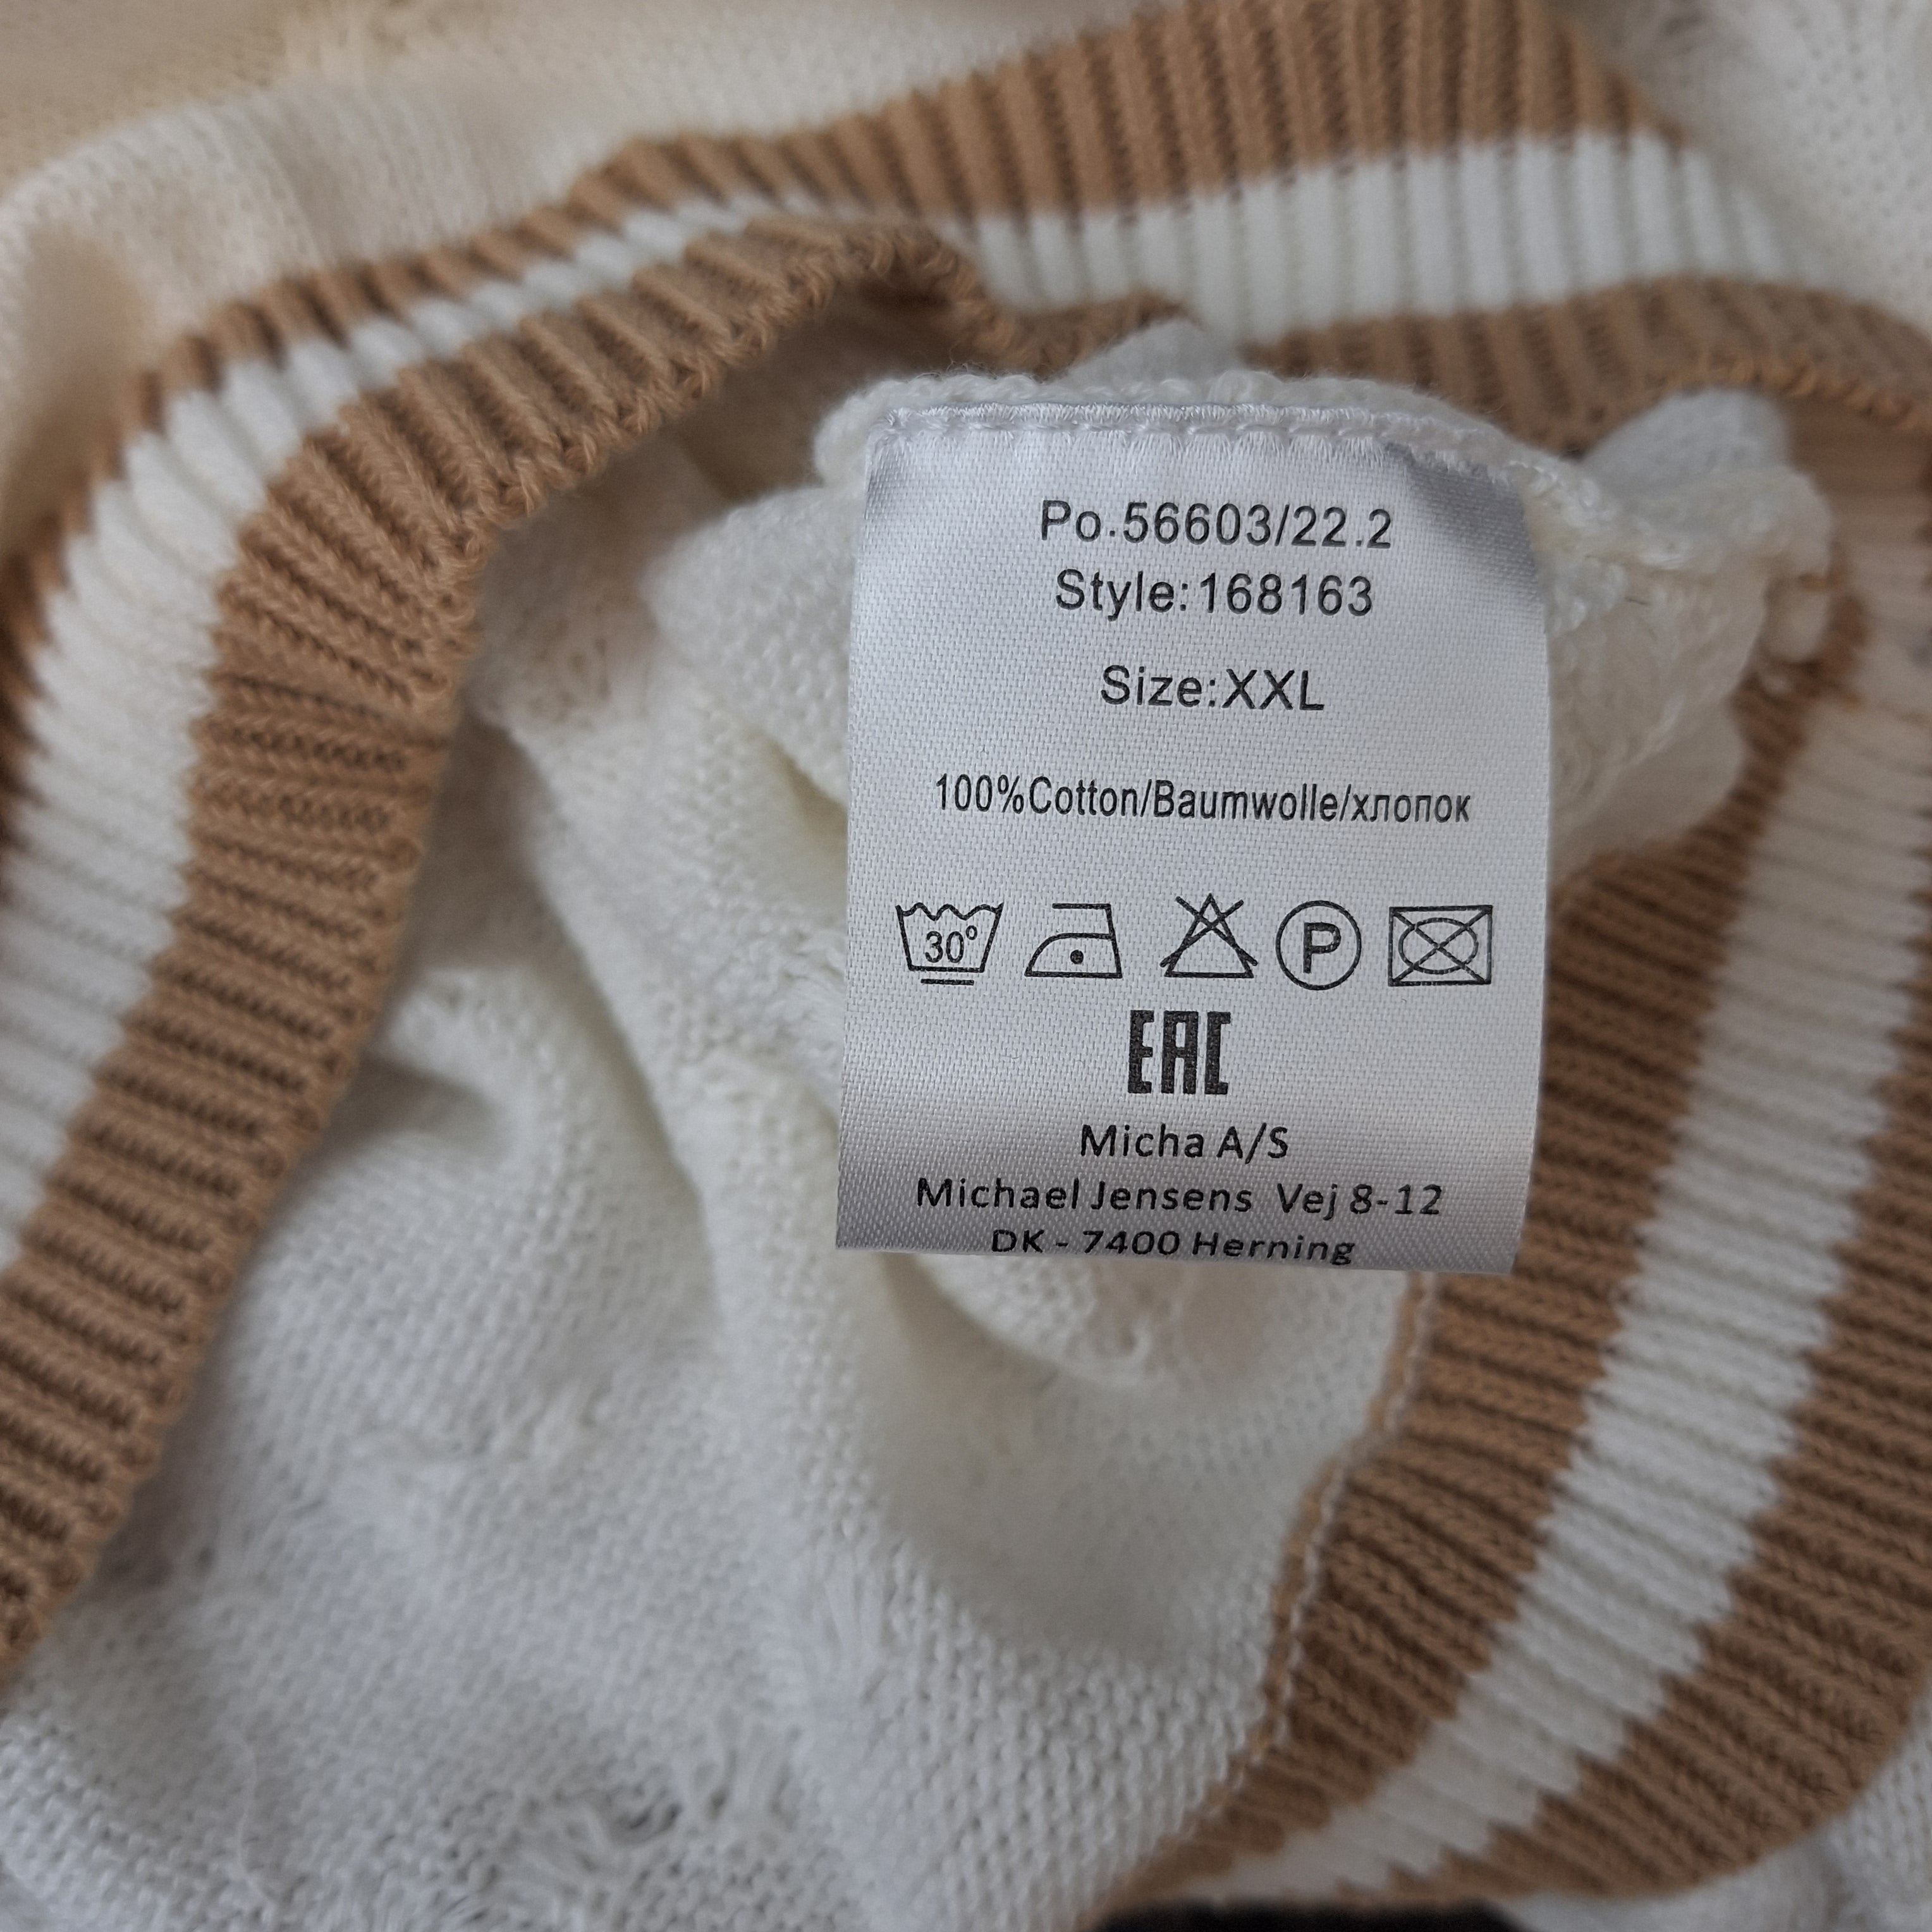 Po.56603/22.2
Style:168163
Size:XXL
100%Cotton/Baumwolle/хлопок
30°
P
EAC
Micha A/S
Michael Jensens Vej 8-12
DK - 7400 Herning